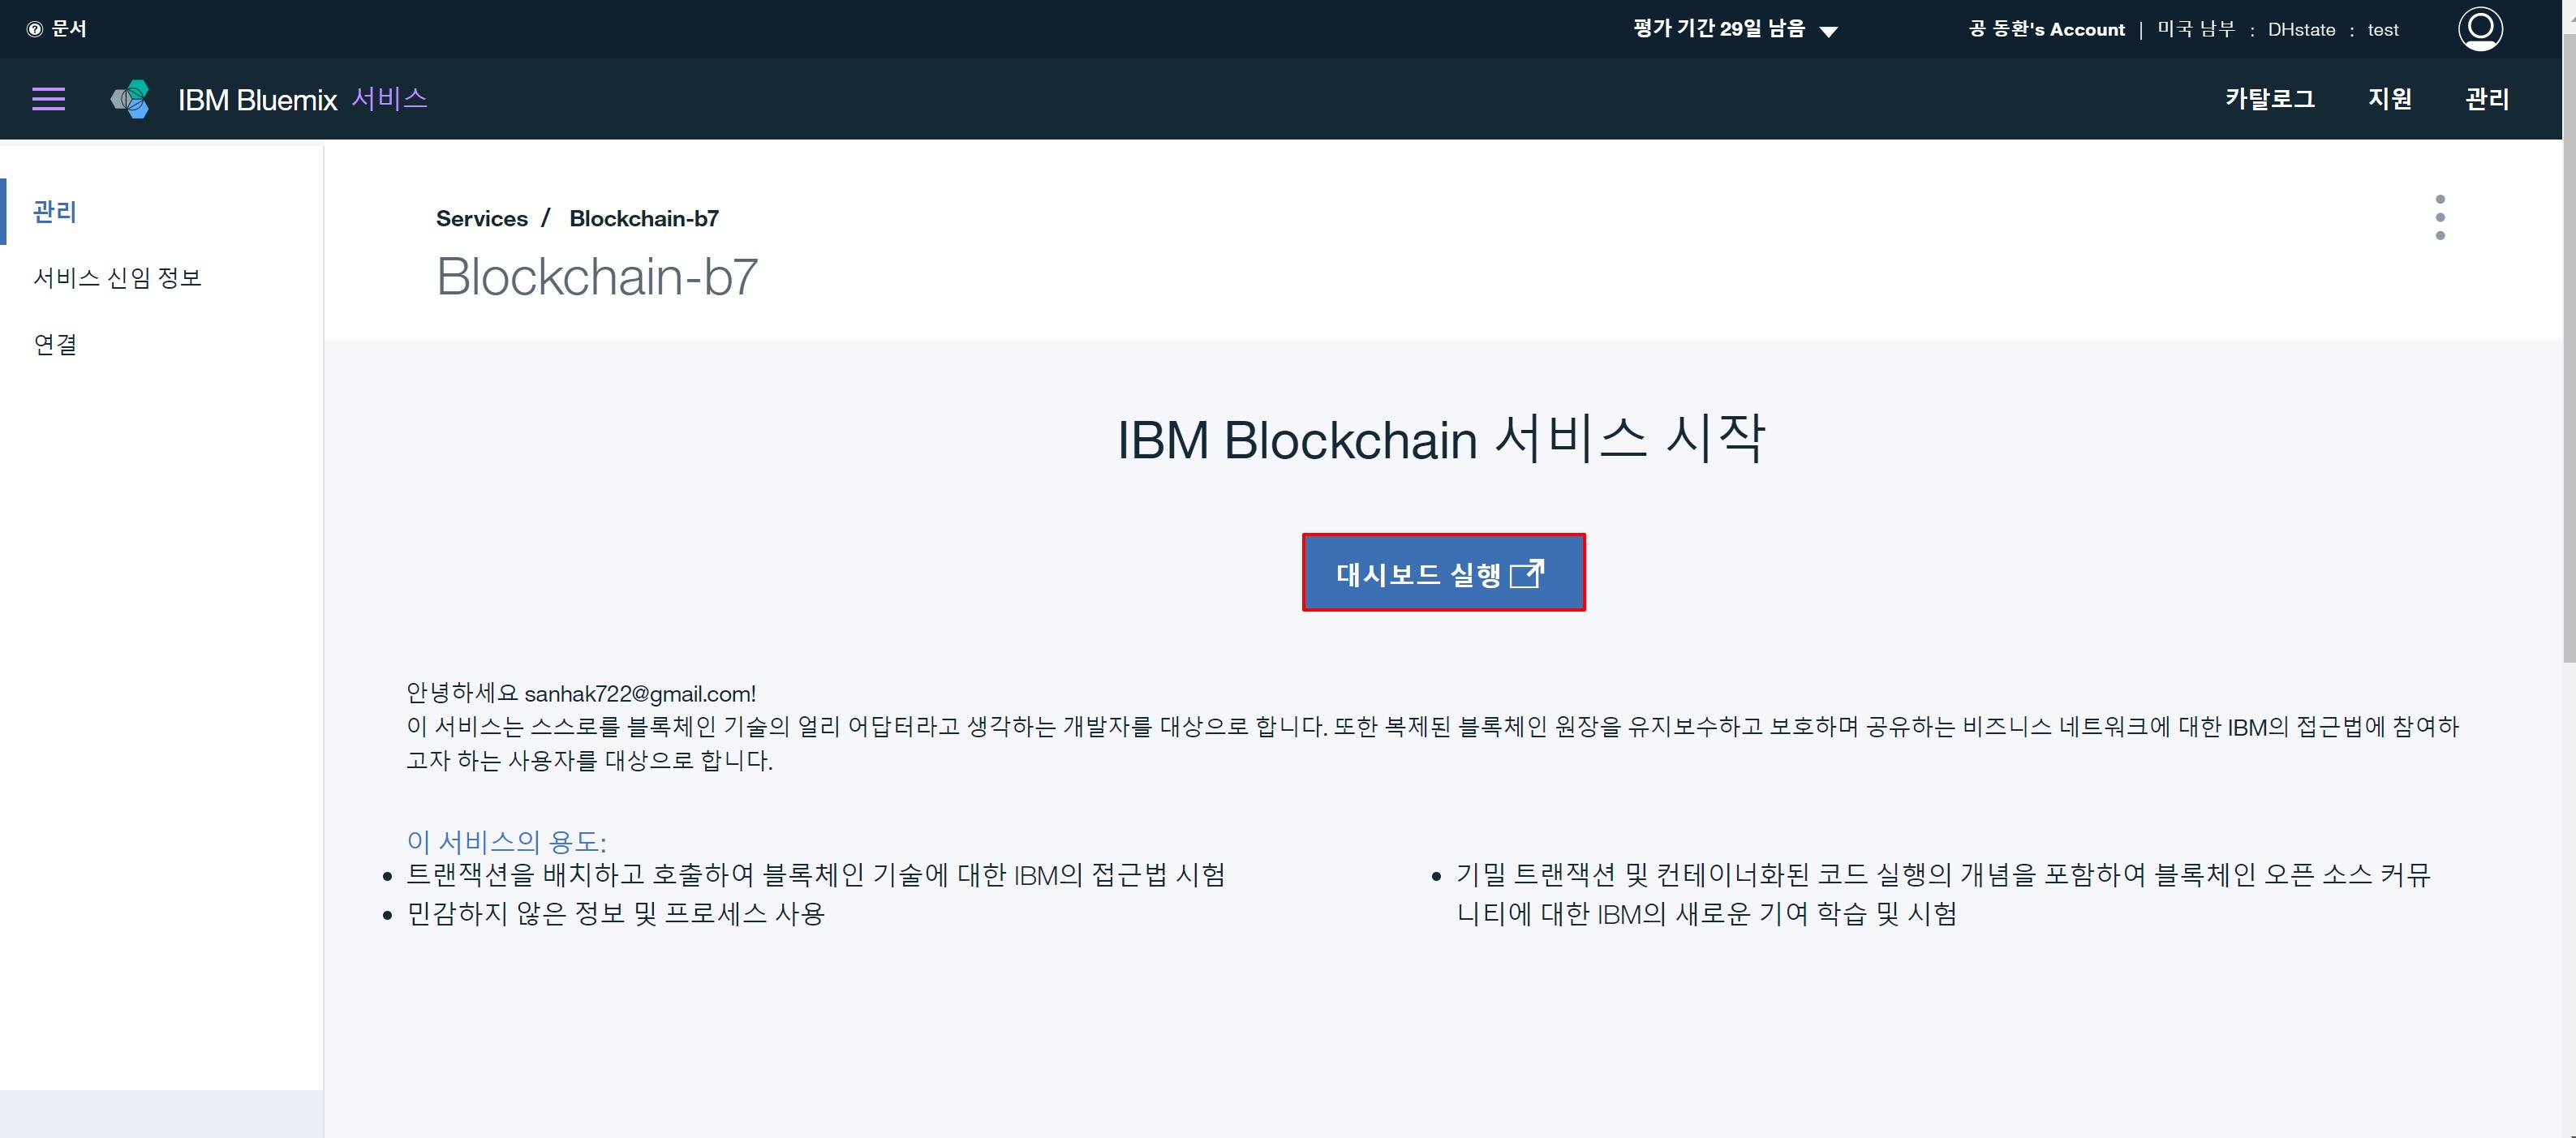 문서
평가 기간 29일 남음
공 동환's Account | 미국 남부 : DHstate : test
IBM Bluemix 서비스
카탈로그 지원 관리
관리
서비스 신임 정보
연결
Services / Blockchain-b7
Blockchain-b7
IBM Blockchain 서비스 시작
대시보드 실행
안녕하세요 sanhak722@gmail.com!
이 서비스는 스스로를 블록체인 기술의 얼리 어답터라고 생각하는 개발자를 대상으로 합니다. 또한 복제된 블록체인 원장을 유지보수하고 보호하며 공유하는 비즈니스 네트워크에 대한 IBM의 접근법에 참여하
고자 하는 사용자를 대상으로 합니다.
이 서비스의 용도:
• 트랜잭션을 배치하고 호출하여 블록체인 기술에 대한 IBM의 접근법 시험
• 민감하지 않은 정보 및 프로세스 사용
• 기밀 트랜잭션 및 컨테이너화된 코드 실행의 개념을 포함하여 블록체인 오픈 소스 커뮤
니티에 대한 IBM의 새로운 기여 학습 및 시험